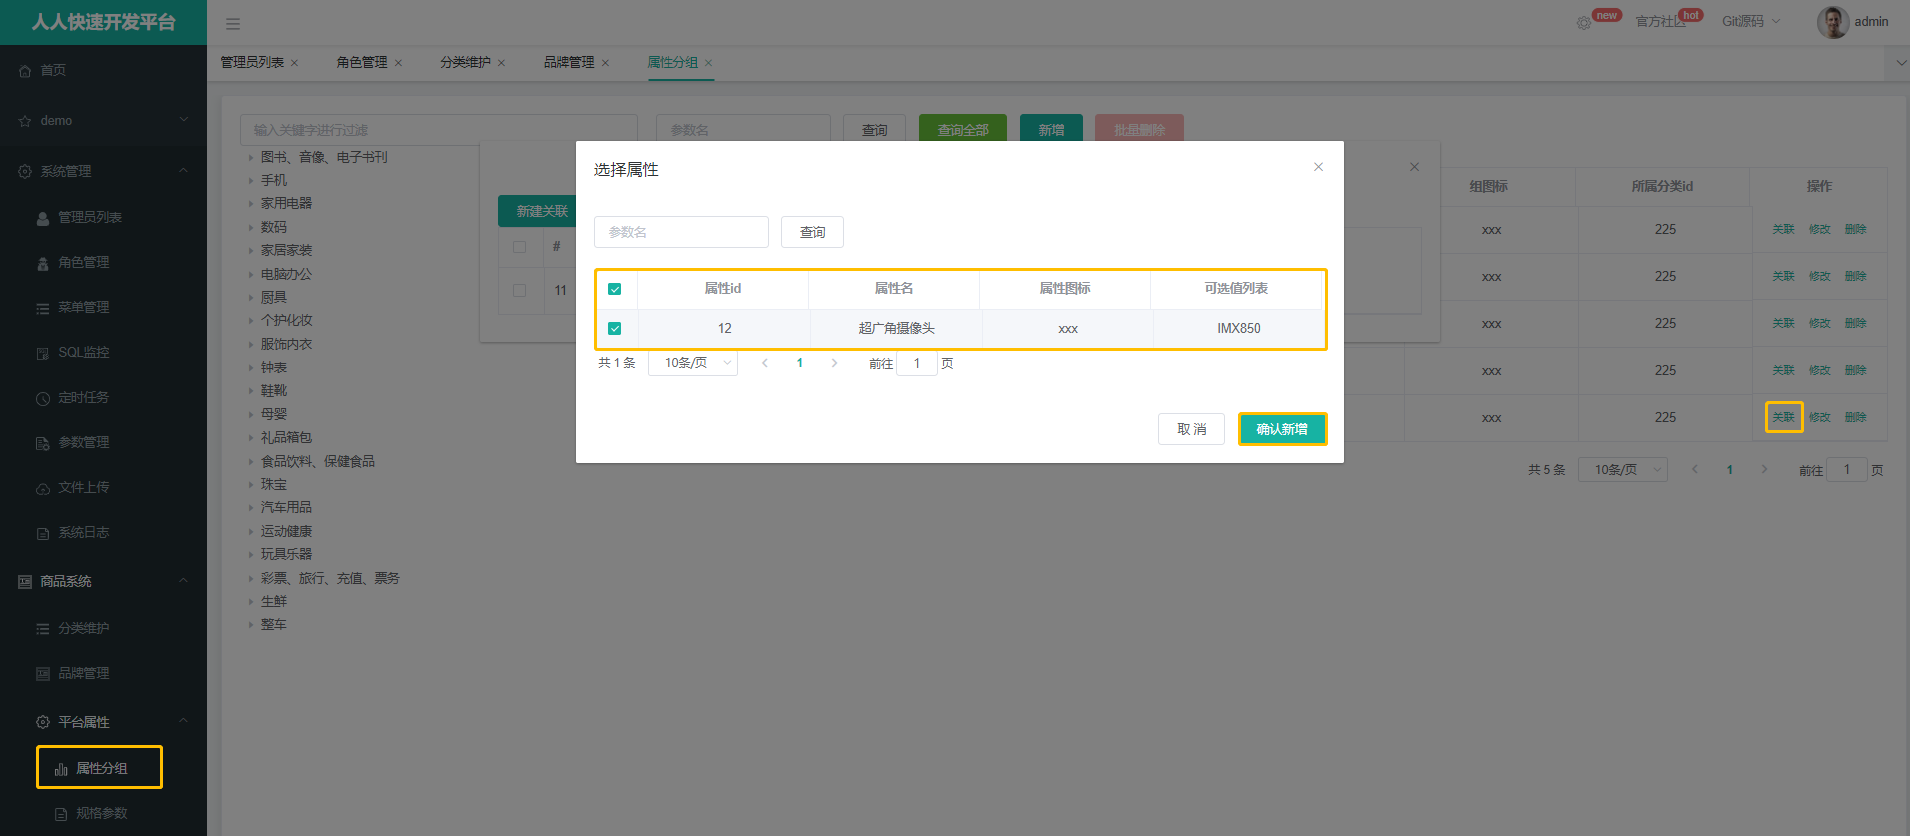 人人快速开发平台
new
官方社区
hot
Git源码
admin
首页
demo
系统管理
管理员列表
角色管理
菜单管理
SQL监控
定时任务
参数管理
文件上传
系统日志
商品系统
分类维护
品牌管理
平台属性
属性分组
规格参数
管理员列表 × 角色管理 × 分类维护 × 品牌管理 × 属性分组 ×
输入关键字进行过滤
参数名 查询 查询全部 新增 批量删除
图书、音像、电子书刊
手机
家用电器
数码
家居家装
电脑办公
厨具
个护化妆
服饰内衣
钟表
鞋靴
母婴
礼品箱包
食品饮料、保健食品
珠宝
汽车用品
运动健康
玩具乐器
彩票、旅行、充值、票务
生鲜
整车
新建关联
#
11
选择属性
参数名 查询
属性id 属性名 属性图标 可选值列表
12 超广角摄像头 xxx IMX850
共 1 条 10条/页 1 前往 1 页
取 消 确认新增
组图标 所属分类id 操作
xxx 225 关联 修改 删除
xxx 225 关联 修改 删除
xxx 225 关联 修改 删除
xxx 225 关联 修改 删除
xxx 225 关联 修改 删除
共 5 条 10条/页 1 前往 1 页